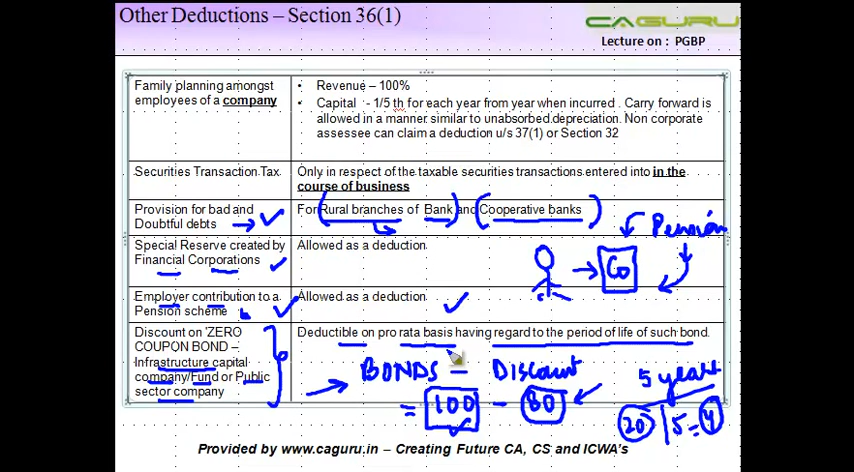 Other Deductions – Section 36(1)
CAGURU
Lecture on : PGBP
Family planning amongst
employees of a company
• Revenue – 100%
• Capital - 1/5 th for each year from year when incurred . Carry forward is
allowed in a manner similar to unabsorbed depreciation. Non corporate
assessee can claim a deduction u/s 37(1) or Section 32
Securities Transaction Tax
Only in respect of the taxable securities transactions entered into in the
course of business
Provision for bad and
Doubtful debts
For Rural branches of Bank and Cooperative banks
Pension
Special Reserve created by
Financial Corporations
Allowed as a deduction
Co
Employer contribution to a
Pension scheme
Allowed as a deduction
Discount on 'ZERO
COUPON BOND –
Infrastructure capital
company/Fund or Public
sector company
Deductible on pro rata basis having regard to the period of life of such bond.
BONDS – Discount
= 100 - 80
5 years
20/5 = 4
Provided by www.caguru.in – Creating Future CA, CS and ICWA's